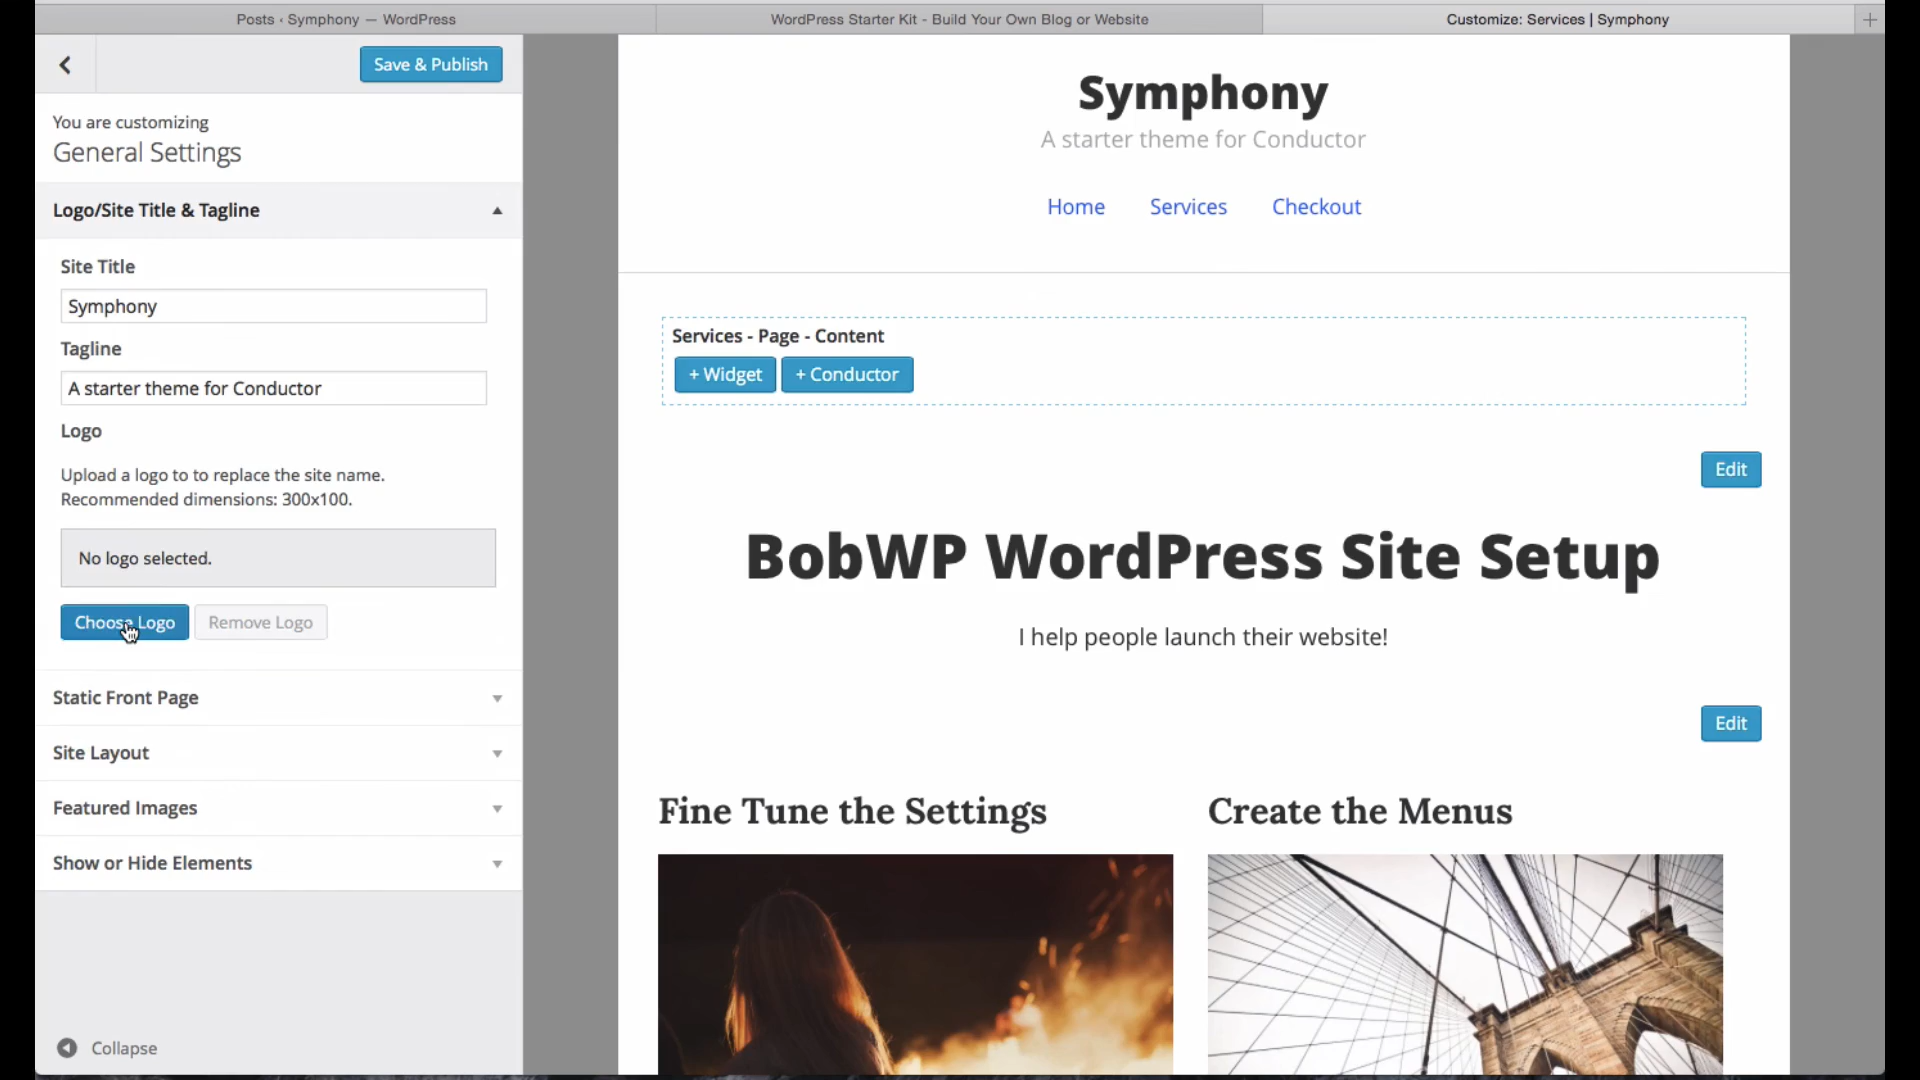 Posts ‹ Symphony — WordPress
WordPress Starter Kit - Build Your Own Blog or Website
Customize: Services | Symphony
Save & Publish
You are customizing
General Settings
Logo/Site Title & Tagline
Site Title
Symphony
Tagline
A starter theme for Conductor
Logo
Upload a logo to to replace the site name.
Recommended dimensions: 300x100.
No logo selected.
Choose Logo
Remove Logo
Static Front Page
Site Layout
Featured Images
Show or Hide Elements
Collapse
Symphony
A starter theme for Conductor
Home
Services
Checkout
Services - Page - Content
+ Widget
+ Conductor
Edit
BobWP WordPress Site Setup
I help people launch their website!
Edit
Fine Tune the Settings
Create the Menus